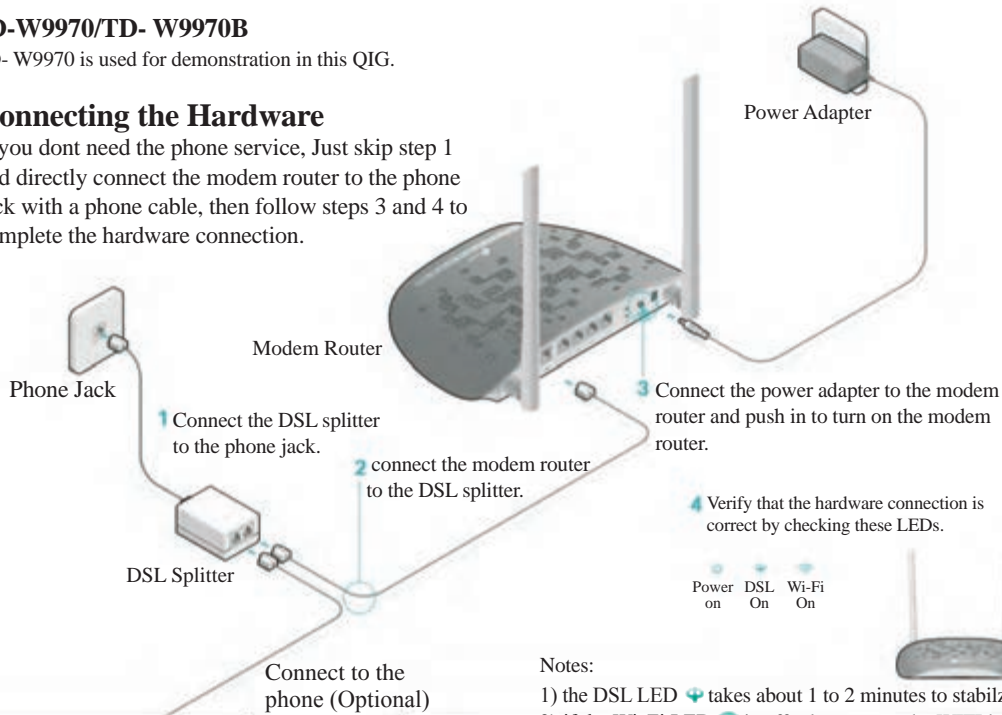 -W9970/TD- W9970B
- W9970 is used for demonstration in this QIG.
onnecting the Hardware
you dont need the phone service, Just skip step 1
d directly connect the modem router to the phone
ck with a phone cable, then follow steps 3 and 4 to
mplete the hardware connection.
Power Adapter
Modem Router
Phone Jack
1 Connect the DSL splitter
to the phone jack.
2 connect the modem router
to the DSL splitter.
3 Connect the power adapter to the modem
router and push in to turn on the modem
router.
4 Verify that the hardware connection is
correct by checking these LEDs.
Power DSL Wi-Fi
on On On
DSL Splitter
Connect to the
phone (Optional)
Notes:
1) the DSL LED takes about 1 to 2 minutes to stabilz